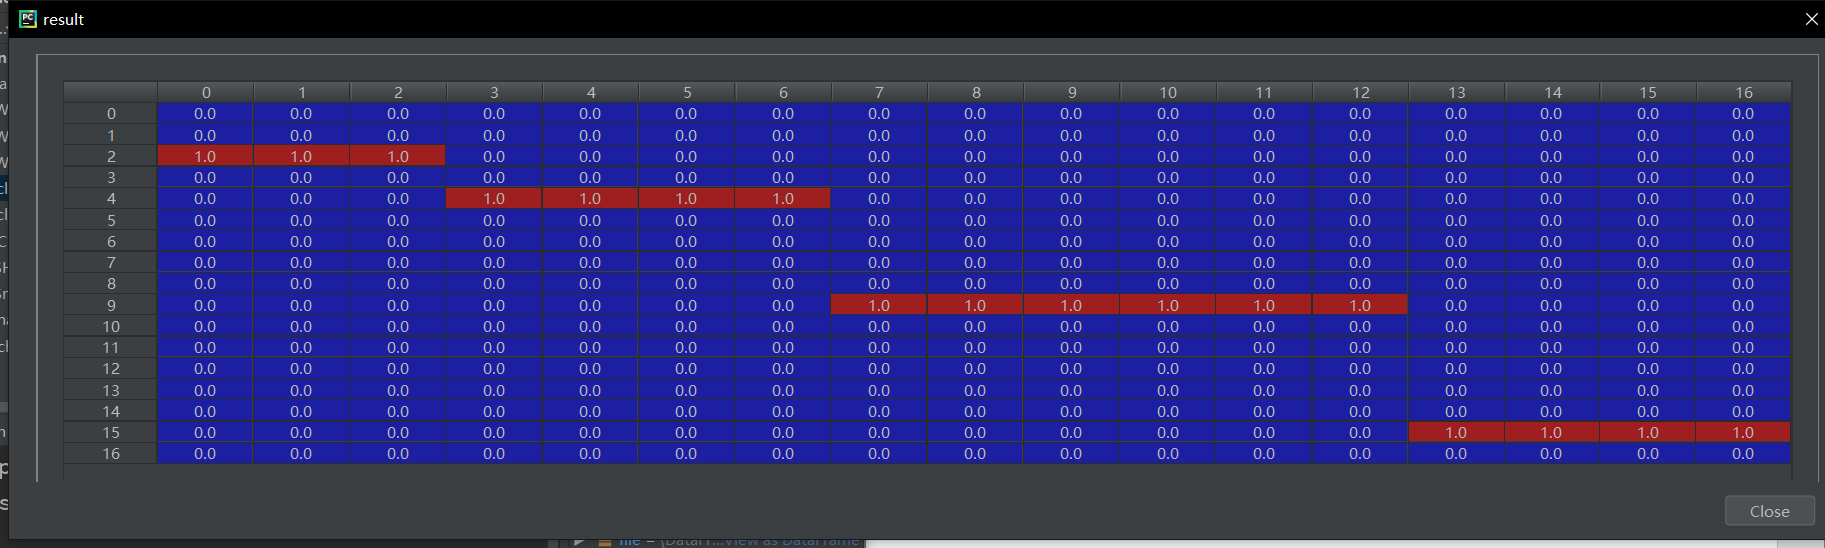 PC result
0 1 2 3 4 5 6 7 8 9 10 11 12 13 14 15 16
0 0.0 0.0 0.0 0.0 0.0 0.0 0.0 0.0 0.0 0.0 0.0 0.0 0.0 0.0 0.0 0.0 0.0
1 0.0 0.0 0.0 0.0 0.0 0.0 0.0 0.0 0.0 0.0 0.0 0.0 0.0 0.0 0.0 0.0 0.0
2 1.0 1.0 1.0 0.0 0.0 0.0 0.0 0.0 0.0 0.0 0.0 0.0 0.0 0.0 0.0 0.0 0.0
3 0.0 0.0 0.0 0.0 0.0 0.0 0.0 0.0 0.0 0.0 0.0 0.0 0.0 0.0 0.0 0.0 0.0
4 0.0 0.0 0.0 1.0 1.0 1.0 1.0 0.0 0.0 0.0 0.0 0.0 0.0 0.0 0.0 0.0 0.0
5 0.0 0.0 0.0 0.0 0.0 0.0 0.0 0.0 0.0 0.0 0.0 0.0 0.0 0.0 0.0 0.0 0.0
6 0.0 0.0 0.0 0.0 0.0 0.0 0.0 0.0 0.0 0.0 0.0 0.0 0.0 0.0 0.0 0.0 0.0
7 0.0 0.0 0.0 0.0 0.0 0.0 0.0 0.0 0.0 0.0 0.0 0.0 0.0 0.0 0.0 0.0 0.0
8 0.0 0.0 0.0 0.0 0.0 0.0 0.0 0.0 0.0 0.0 0.0 0.0 0.0 0.0 0.0 0.0 0.0
9 0.0 0.0 0.0 0.0 0.0 0.0 0.0 1.0 1.0 1.0 1.0 1.0 1.0 0.0 0.0 0.0 0.0
10 0.0 0.0 0.0 0.0 0.0 0.0 0.0 0.0 0.0 0.0 0.0 0.0 0.0 0.0 0.0 0.0 0.0
11 0.0 0.0 0.0 0.0 0.0 0.0 0.0 0.0 0.0 0.0 0.0 0.0 0.0 0.0 0.0 0.0 0.0
12 0.0 0.0 0.0 0.0 0.0 0.0 0.0 0.0 0.0 0.0 0.0 0.0 0.0 0.0 0.0 0.0 0.0
13 0.0 0.0 0.0 0.0 0.0 0.0 0.0 0.0 0.0 0.0 0.0 0.0 0.0 0.0 0.0 0.0 0.0
14 0.0 0.0 0.0 0.0 0.0 0.0 0.0 0.0 0.0 0.0 0.0 0.0 0.0 0.0 0.0 0.0 0.0
15 0.0 0.0 0.0 0.0 0.0 0.0 0.0 0.0 0.0 0.0 0.0 0.0 0.0 1.0 1.0 1.0 1.0
16 0.0 0.0 0.0 0.0 0.0 0.0 0.0 0.0 0.0 0.0 0.0 0.0 0.0 0.0 0.0 0.0 0.0
Close
...View as DataFrame